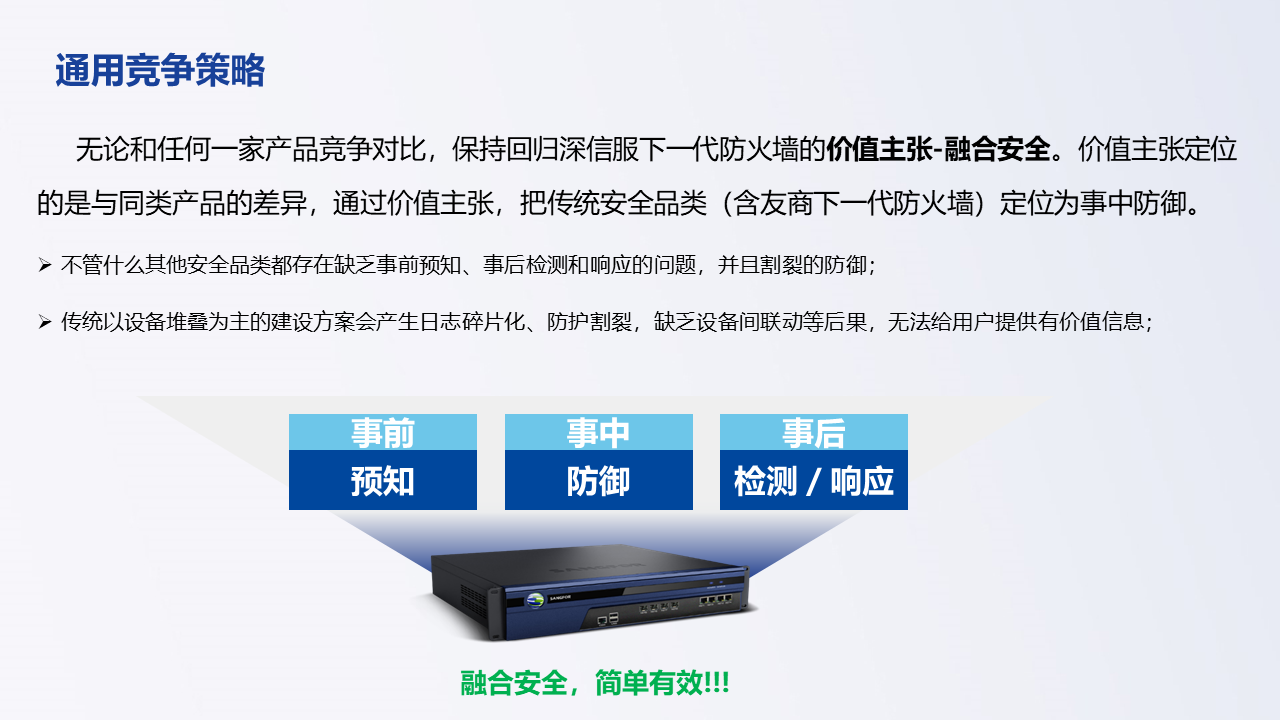 通用竞争策略
无论和任何一家产品竞争对比，保持回归深信服下一代防火墙的价值主张-融合安全。价值主张定位
的是与同类产品的差异，通过价值主张，把传统安全品类（含友商下一代防火墙）定位为事中防御。
➢ 不管什么其他安全品类都存在缺乏事前预知、事后检测和响应的问题，并且割裂的防御；
➢ 传统以设备堆叠为主的建设方案会产生日志碎片化、防护割裂，缺乏设备间联动等后果，无法给用户提供有价值信息；
事前 事中 事后
预知 防御 检测 / 响应
SANGFOR
SANGFOR
融合安全，简单有效!!!